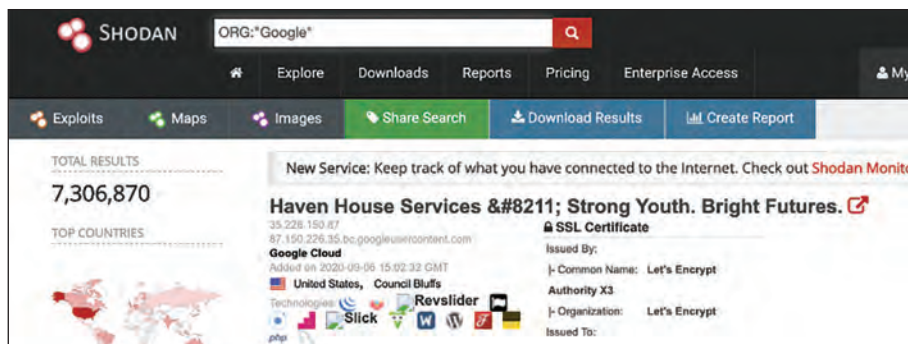 SHODAN
ORG:"Google"
Explore Downloads Reports Pricing Enterprise Access My
Exploits Maps Images Share Search Download Results Create Report
TOTAL RESULTS
7,306,870
TOP COUNTRIES
New Service: Keep track of what you have connected to the Internet. Check out Shodan Monito
Haven House Services &#8211; Strong Youth. Bright Futures.
35.226.150.87
87.150.226.35.bc.googleusercontent.com
Google Cloud
Added on 2020-09-06 15:02:32 GMT
United States, Council Bluffs
Technologies:
Revslider
Slick
php
SSL Certificate
Issued By:
|- Common Name: Let's Encrypt
Authority X3
|- Organization: Let's Encrypt
Issued To: